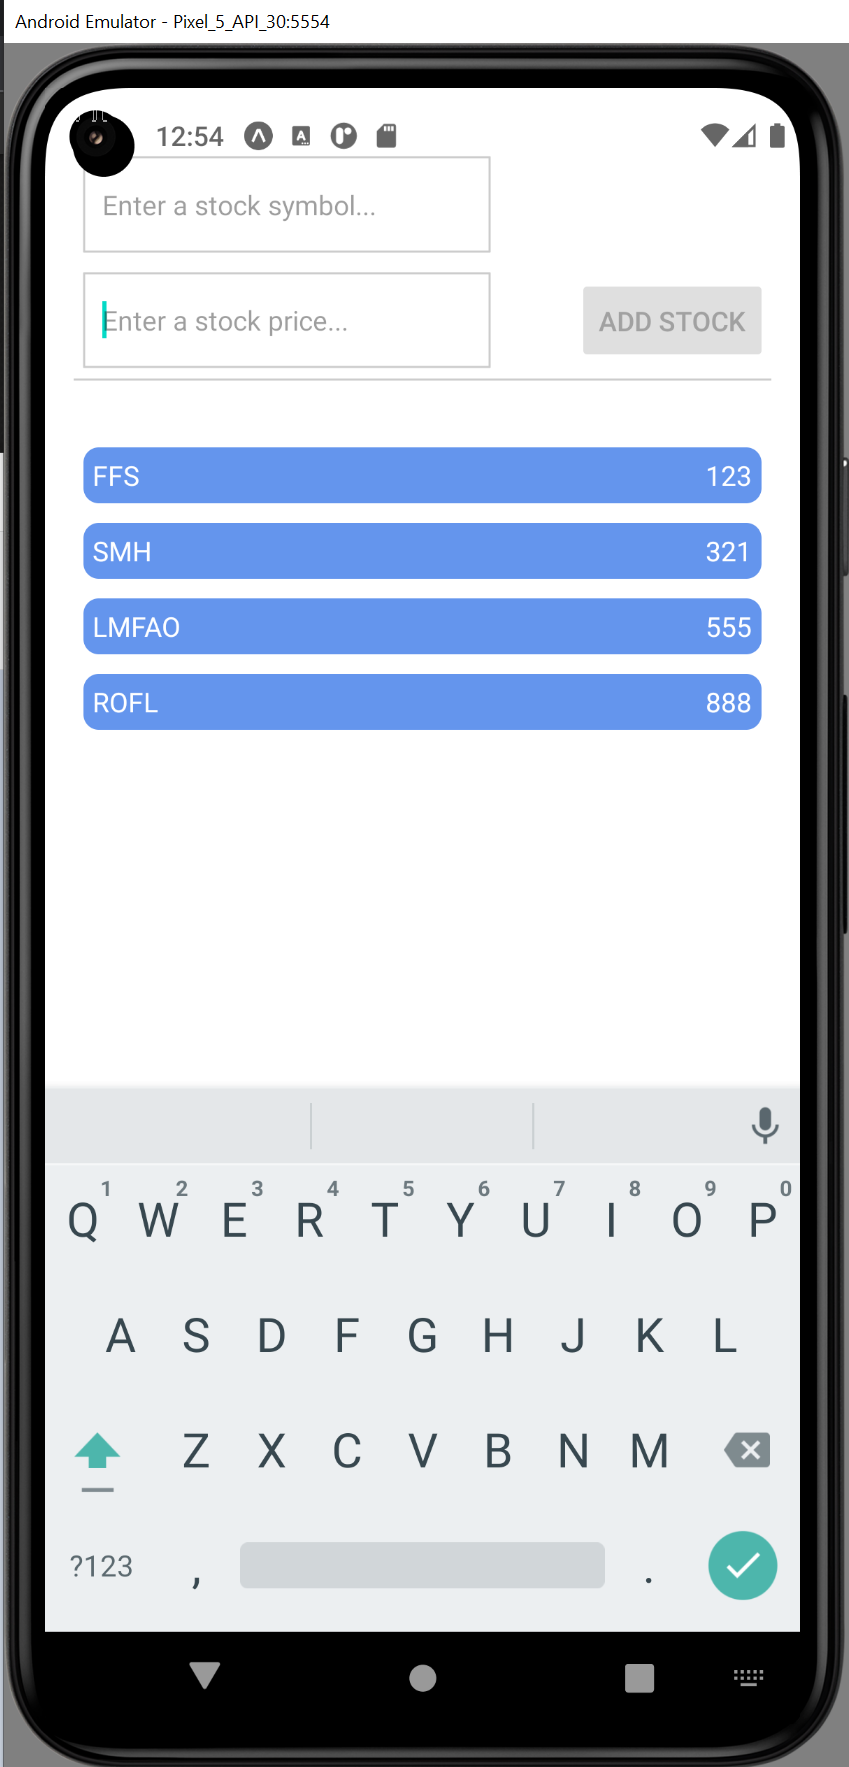 Android Emulator - Pixel_5_API_30:5554
12:54 A
Enter a stock symbol...
Enter a stock price...
ADD STOCK
FFS 123
SMH 321
LMFAO 555
ROFL 888
1 2 3 4 5 6 7 8 9 0
Q W E R T Y U I O P
A S D F G H J K L
Z X C V B N M
?123 , .